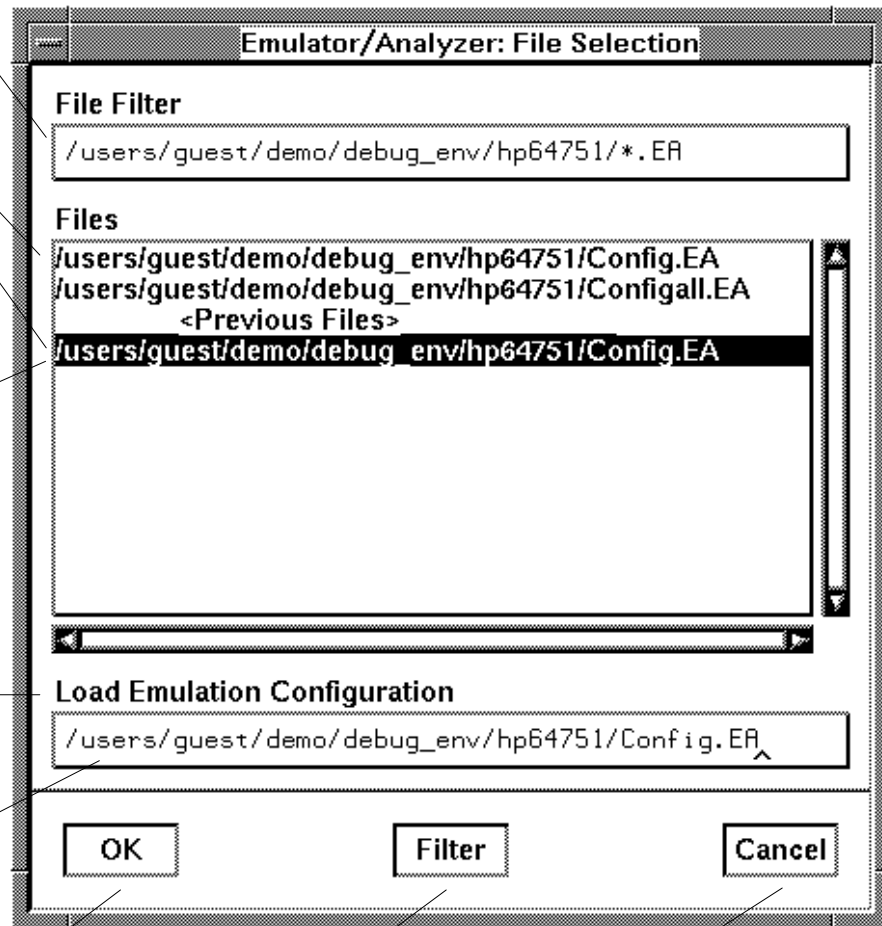 Emulator/Analyzer: File Selection
File Filter
/users/guest/demo/debug_env/hp64751/*.EA
Files
/users/guest/demo/debug_env/hp64751/Config.EA
/users/guest/demo/debug_env/hp64751/Configall.EA
<Previous Files>
/users/guest/demo/debug_env/hp64751/Config.EA
Load Emulation Configuration
/users/guest/demo/debug_env/hp64751/Config.EA
OK
Filter
Cancel